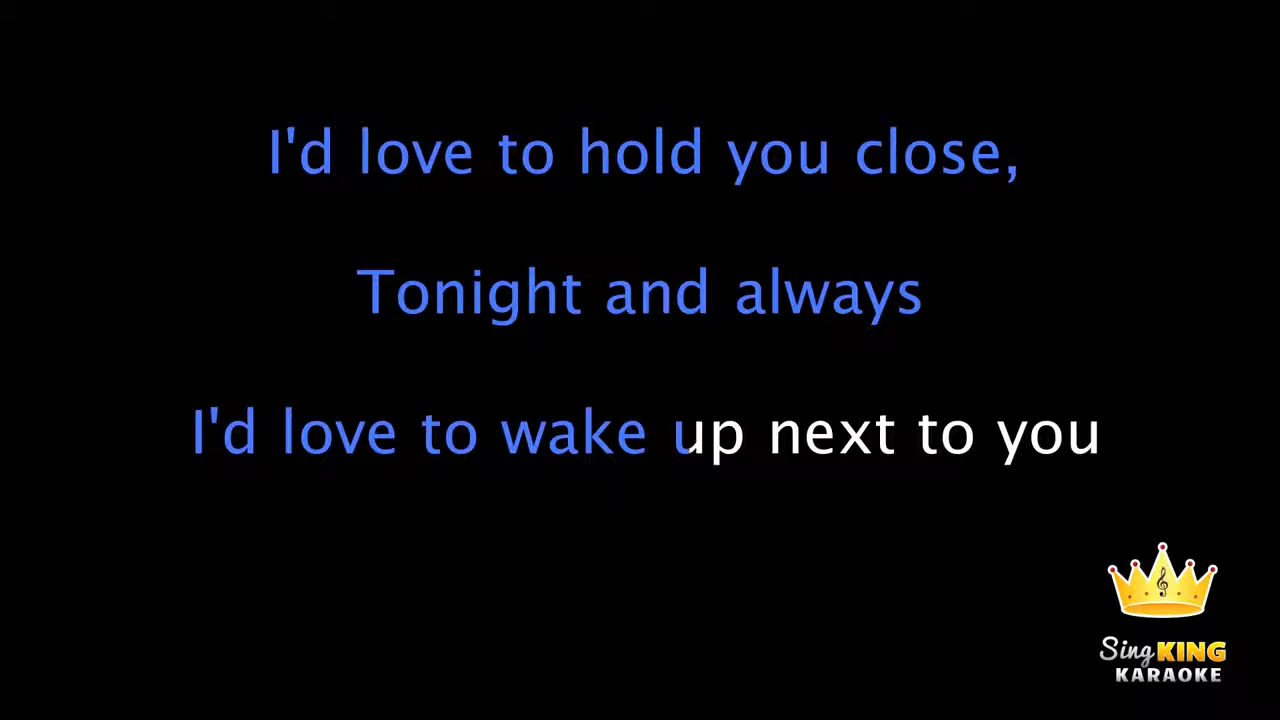 I'd love to hold you close,
Tonight and always
I'd love to wake up next to you
Sing KING
KARAOKE